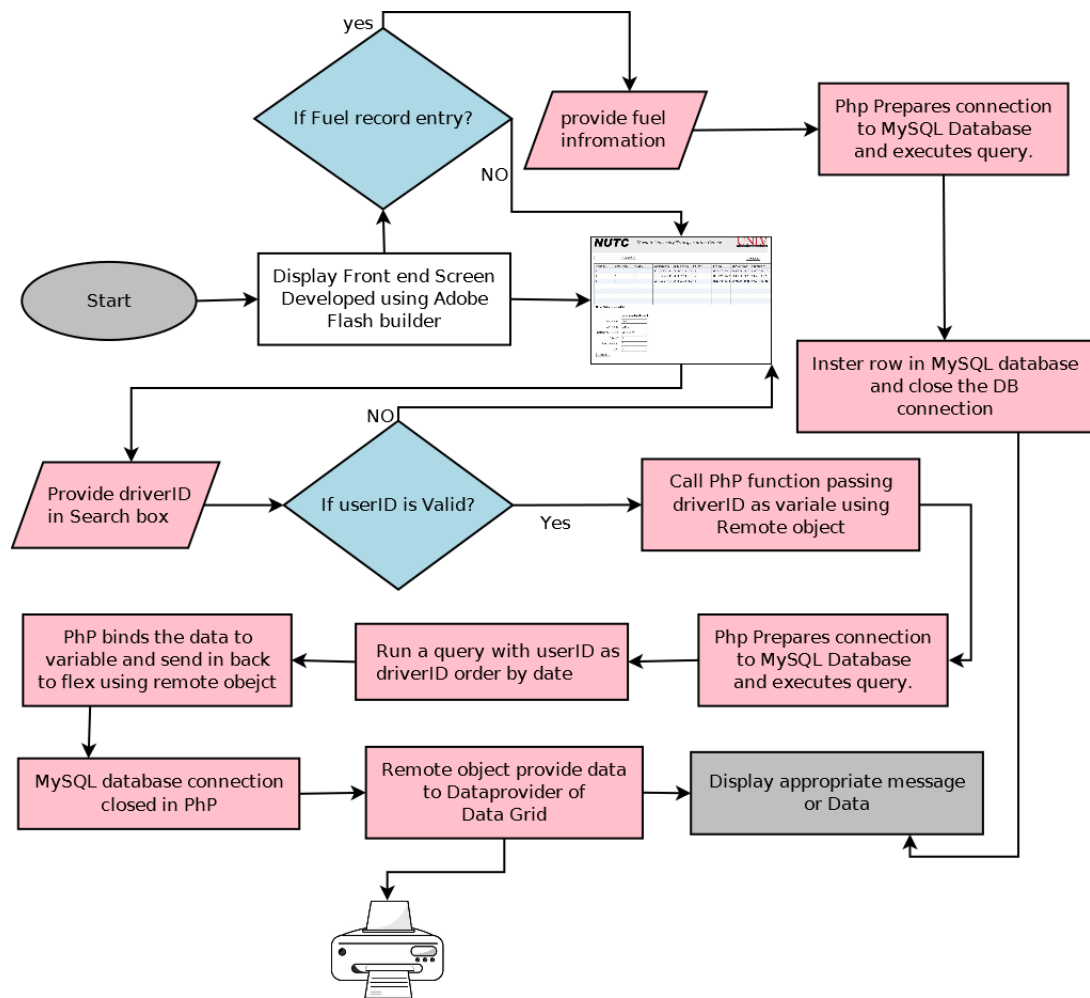 yes
If Fuel record entry?
provide fuel
infromation
Php Prepares connection
to MySQL Database
and executes query.
NO
NUTC
UNLV
Start
Display Front end Screen
Developed using Adobe
Flash builder
Inster row in MySQL database
and close the DB
connection
NO
Provide driverID
in Search box
If userID is Valid?
Yes
Call PhP function passing
driverID as variale using
Remote object
PhP binds the data to
variable and send in back
to flex using remote obejct
Run a query with userID as
driverID order by date
Php Prepares connection
to MySQL Database
and executes query.
MySQL database connection
closed in PhP
Remote object provide data
to Dataprovider of
Data Grid
Display appropriate message
or Data